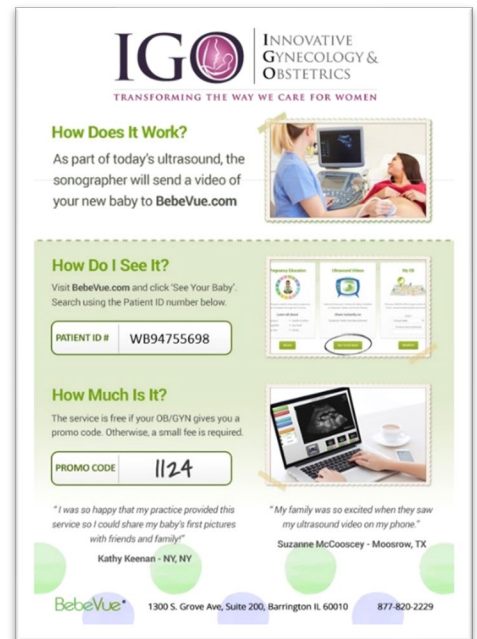 IGO
INNOVATIVE
GYNECOLOGY &
OBSTETRICS
TRANSFORMING THE WAY WE CARE FOR WOMEN
How Does It Work?
As part of today's ultrasound, the
sonographer will send a video of
your new baby to BebeVue.com
How Do I See It?
Visit BebeVue.com and click 'See Your Baby'.
Search using the Patient ID number below.
PATIENT ID # WB94755698
Pregnancy Education
Ultrasound Videos
My OB
How Much Is It?
The service is free if your OB/GYN gives you a
promo code. Otherwise, a small fee is required.
PROMO CODE 1124
"I was so happy that my practice provided this
service so I could share my baby's first pictures
with friends and family!"
Kathy Keenan - NY, NY
"My family was so excited when they saw
my ultrasound video on my phone."
Suzanne McCooscey - Moosrow, TX
BebeVue 1300 S. Grove Ave, Suite 200, Barrington IL 60010 877-820-2229